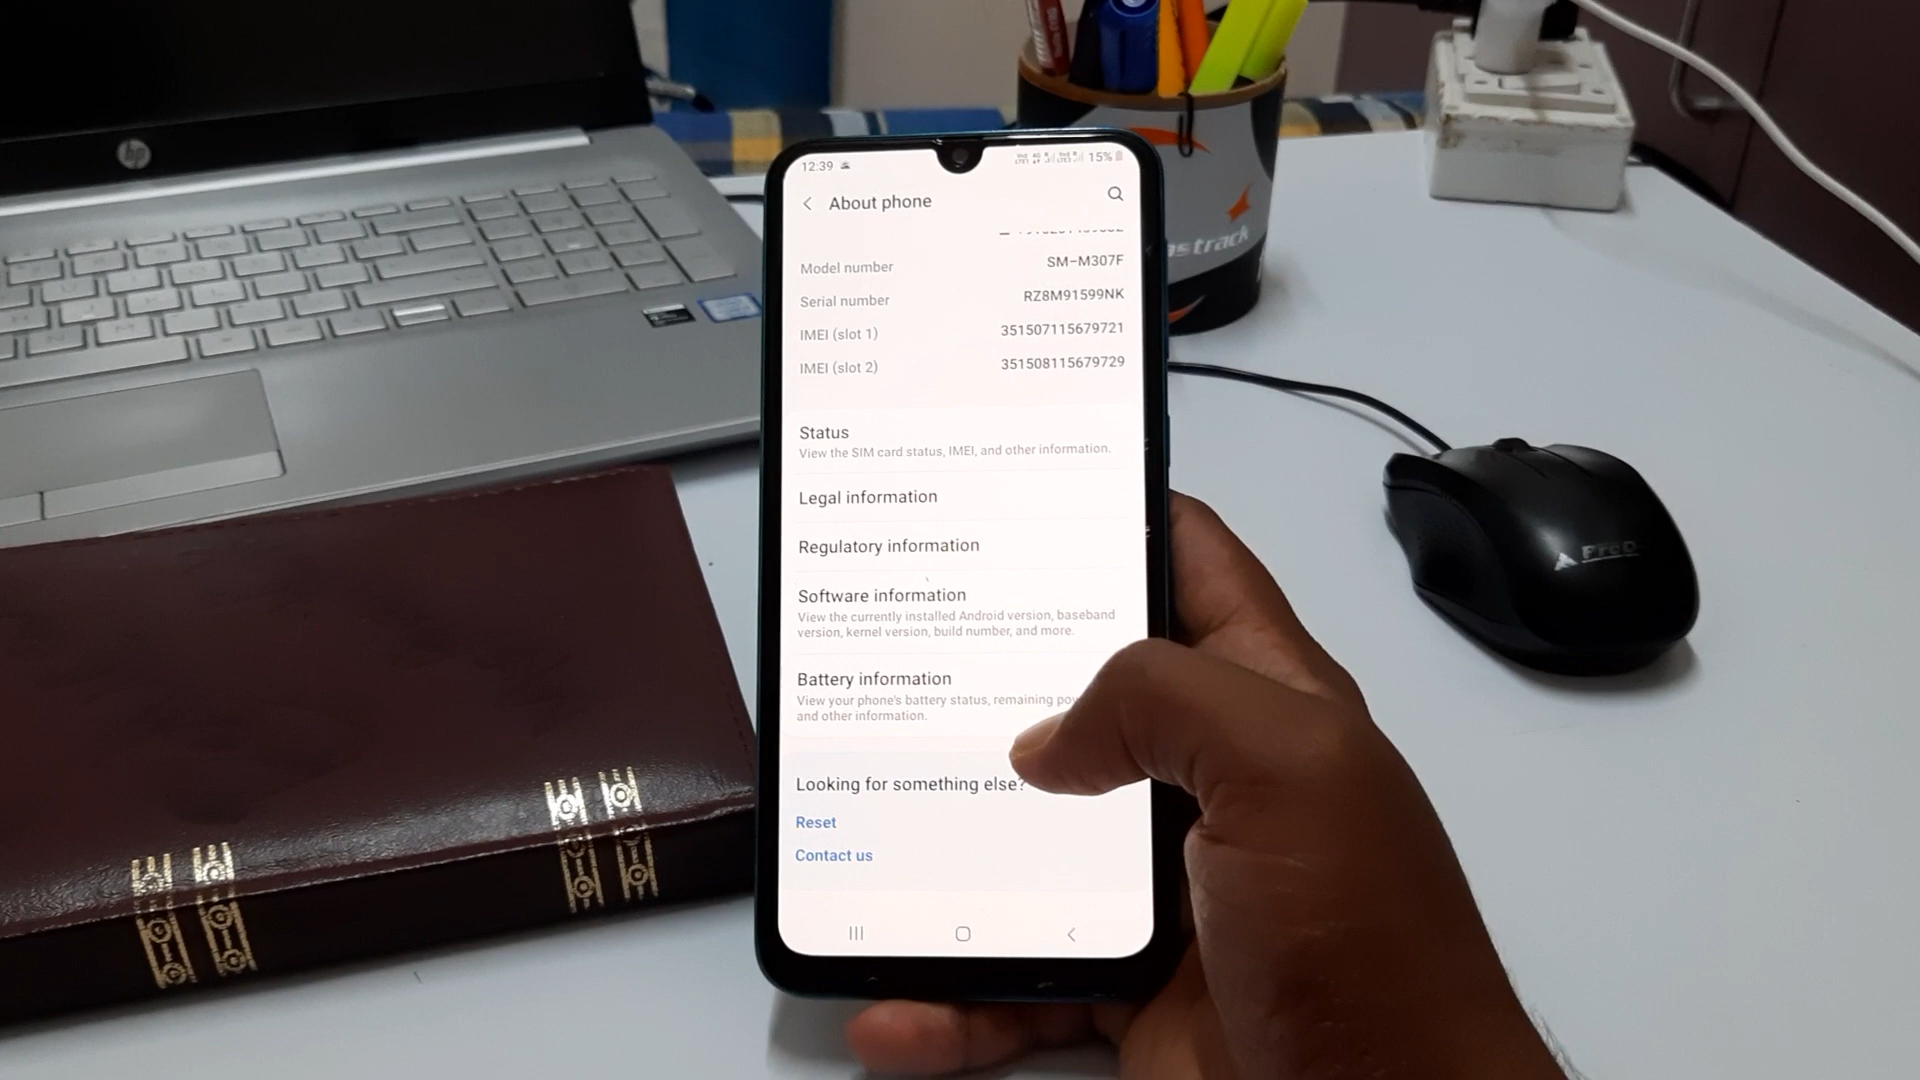 hp
12:39
15%
About phone
Model number SM-M307F
Serial number RZ8M91599NK
IMEI (slot 1) 351507115679721
IMEI (slot 2) 351508115679729
Status
View the SIM card status, IMEI, and other information.
Legal information
Regulatory information
Software information
View the currently installed Android version, baseband
version, kernel version, build number, and more.
Battery information
View your phone's battery status, remaining
and other information.
Looking for something else?
Reset
Contact us
astrack